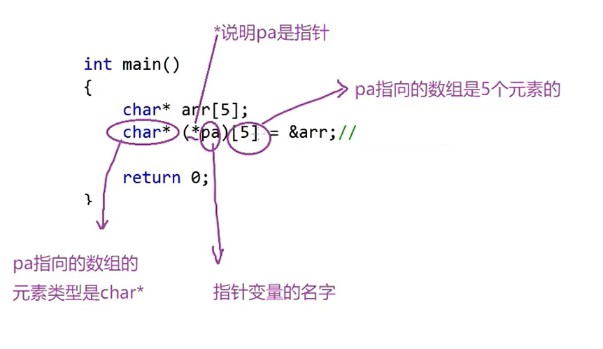 *说明pa是指针
int main()
{
pa指向的数组是5个元素的
char* arr[5];
char* (*pa)[5] = &arr;//
return 0;
}
pa指向的数组的
元素类型是char*
指针变量的名字